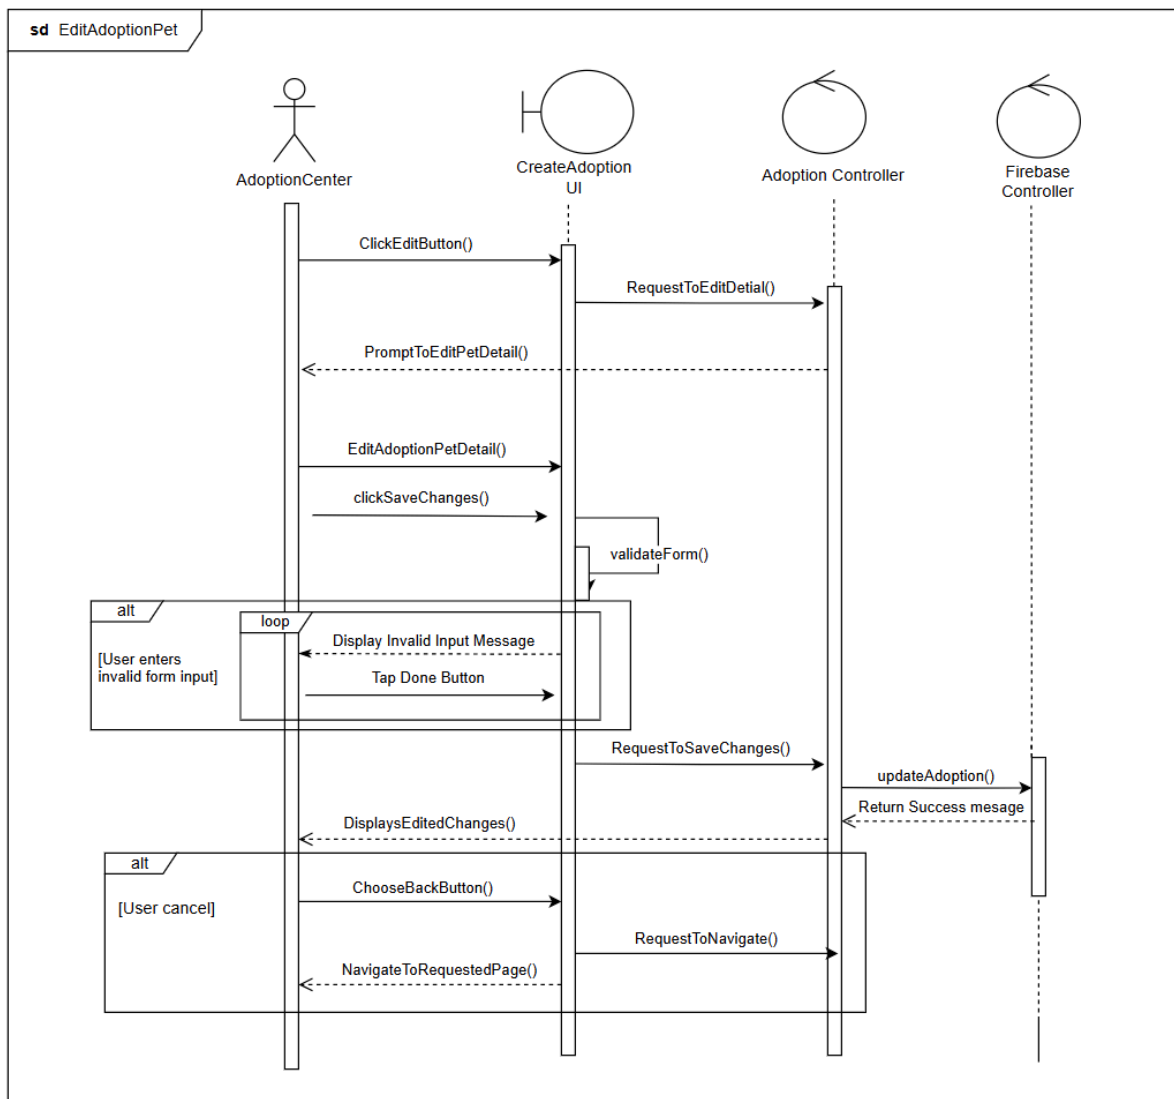 sd EditAdoptionPet
AdoptionCenter
CreateAdoption
UI
Adoption Controller
Firebase
Controller
ClickEditButton()
RequestToEditDetial()
PromptToEditPetDetail()
EditAdoptionPetDetail()
clickSaveChanges()
validateForm()
alt
loop
[User enters
invalid form input]
Display Invalid Input Message
Tap Done Button
RequestToSaveChanges()
updateAdoption()
Return Success mesage
DisplaysEditedChanges()
alt
[User cancel]
ChooseBackButton()
RequestToNavigate()
NavigateToRequestedPage()